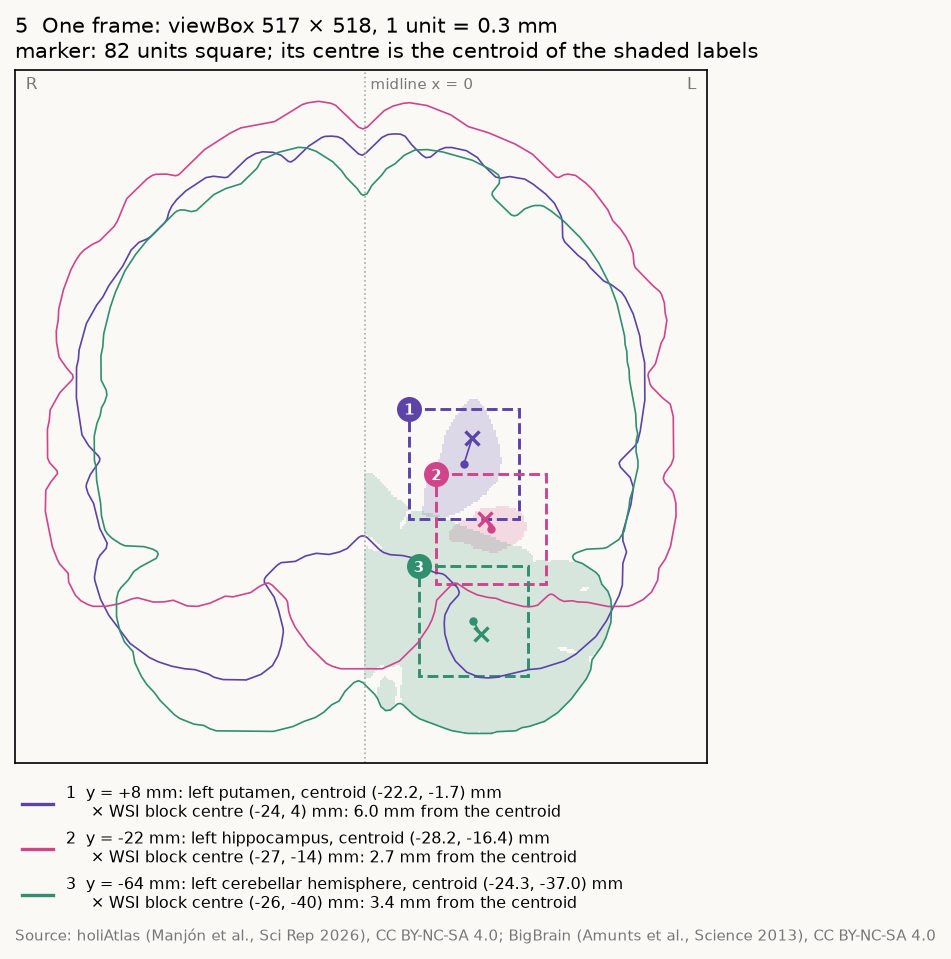 5 One frame: viewBox 517 × 518, 1 unit = 0.3 mm
marker: 82 units square; its centre is the centroid of the shaded labels
R
midline x = 0
L
1
2
3
1 y = +8 mm: left putamen, centroid (-22.2, -1.7) mm
× WSI block centre (-24, 4) mm: 6.0 mm from the centroid
2 y = -22 mm: left hippocampus, centroid (-28.2, -16.4) mm
× WSI block centre (-27, -14) mm: 2.7 mm from the centroid
3 y = -64 mm: left cerebellar hemisphere, centroid (-24.3, -37.0) mm
× WSI block centre (-26, -40) mm: 3.4 mm from the centroid
Source: holiAtlas (Manjón et al., Sci Rep 2026), CC BY-NC-SA 4.0; BigBrain (Amunts et al., Science 2013), CC BY-NC-SA 4.0